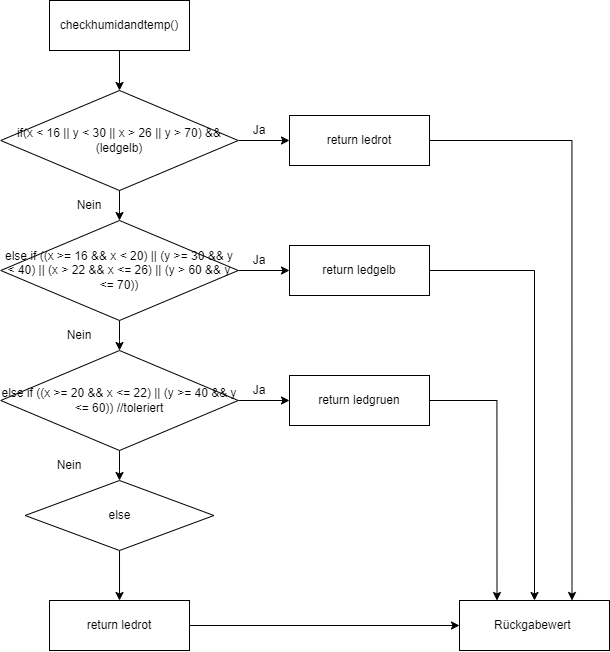 checkhumidandtemp()
if(x < 16 || y < 30 || x > 26 || y > 70) &&
(ledgelb)
Ja
return ledrot
Nein
else if ((x >= 16 && x < 20) || (y >= 30 && y
< 40) || (x > 22 && x <= 26) || (y > 60 && y
<= 70))
Ja
return ledgelb
Nein
else if ((x >= 20 && x <= 22) || (y >= 40 && y
<= 60)) //toleriert
Ja
return ledgruen
Nein
else
return ledrot
Rückgabewert